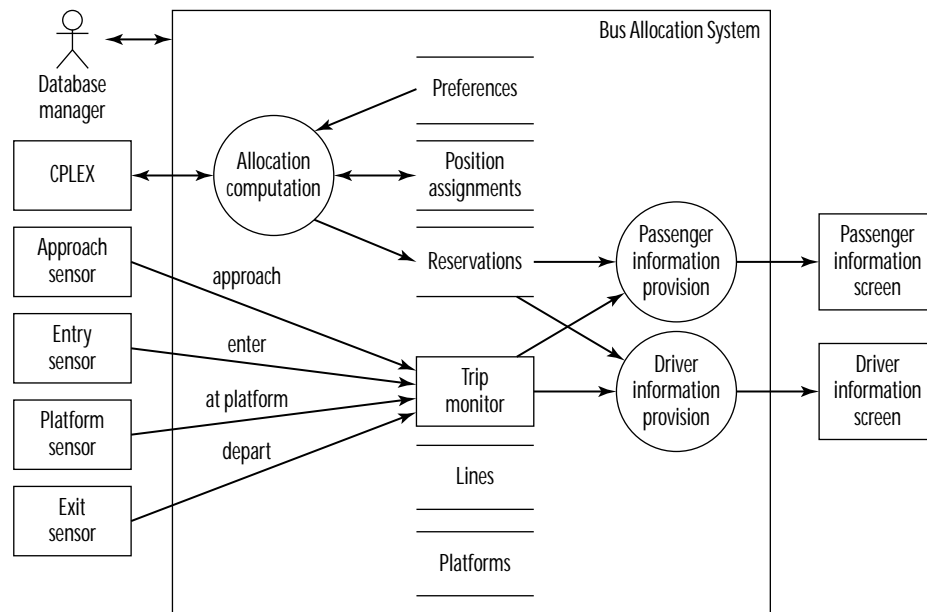 Bus Allocation System
Database
manager
Preferences
CPLEX
Allocation
computation
Position
assignments
Approach
sensor
approach
Reservations
Passenger
information
provision
Passenger
information
screen
Entry
sensor
enter
Trip
monitor
Driver
information
provision
Driver
information
screen
Platform
sensor
at platform
depart
Lines
Exit
sensor
Platforms